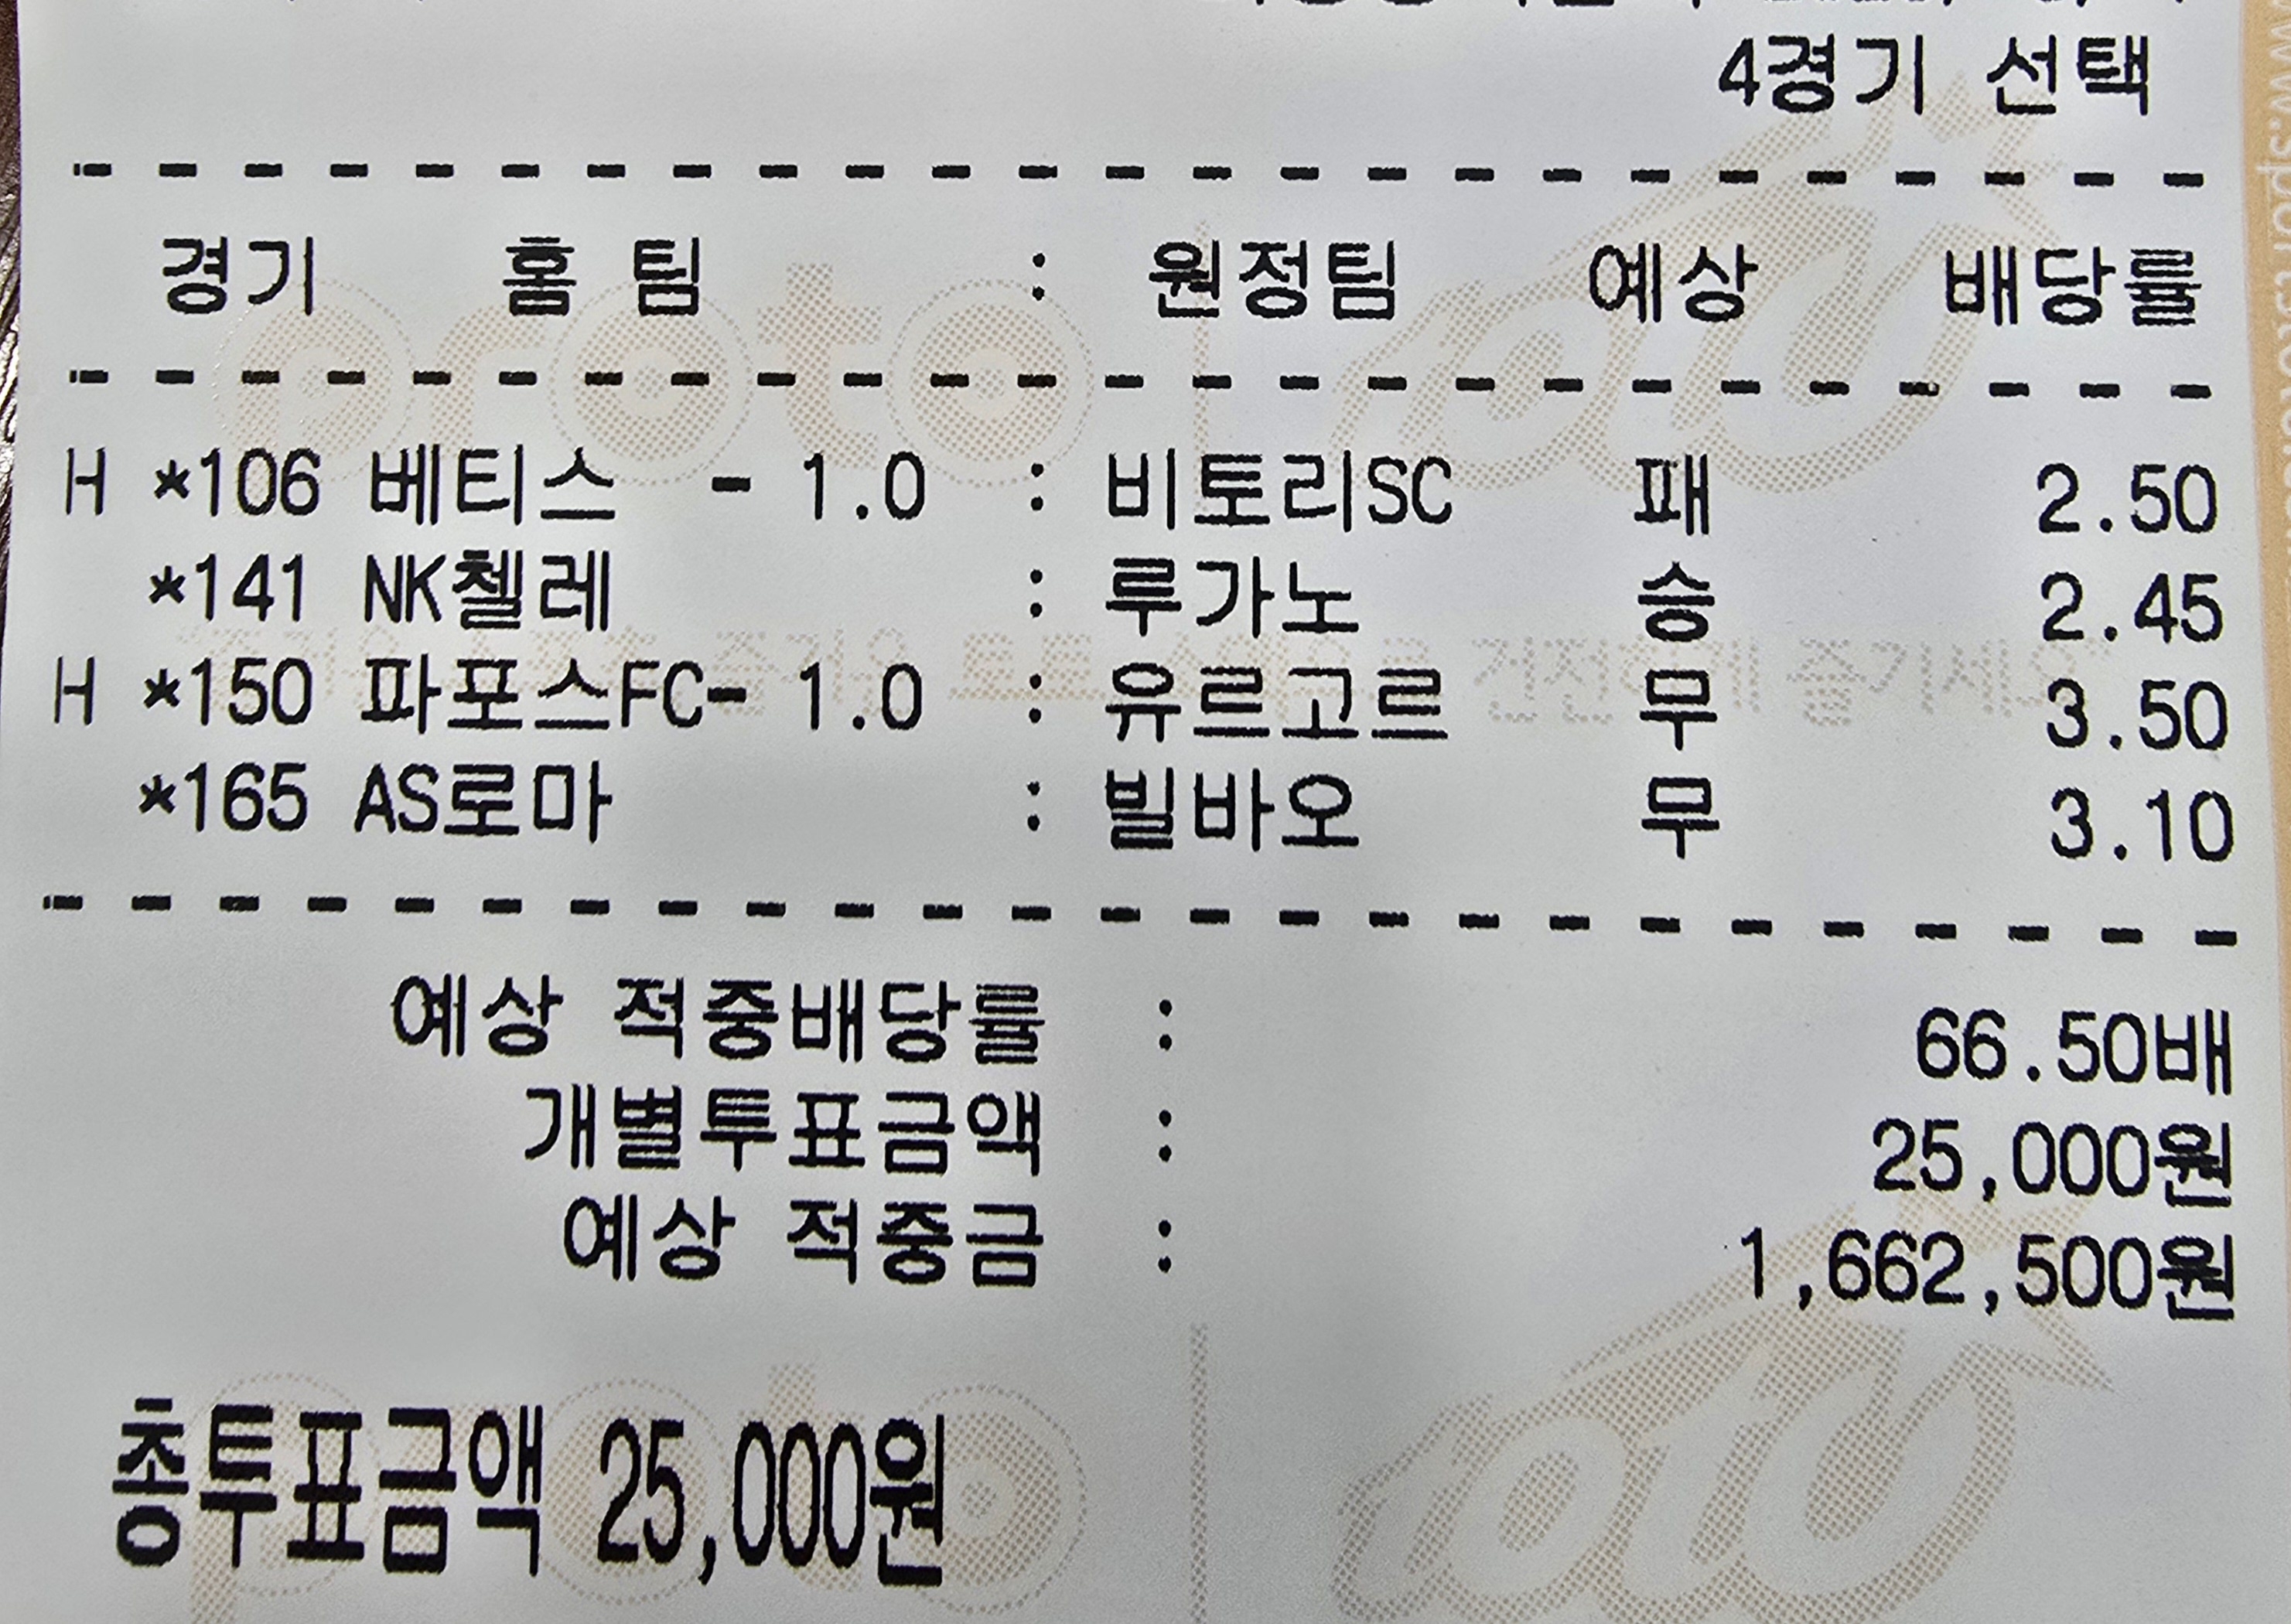 4경기 선택
경기 홈 팀 : 원정팀 예상 배당률
H *106 베티스 - 1.0 : 비토리SC 패 2.50
*141 NK첼레 : 루가노 승 2.45
H *150 파포스FC- 1.0 : 유르고르 무 3.50
*165 AS로마 : 빌바오 무 3.10
예상 적중배당률 : 66.50배
개별투표금액 : 25,000원
예상 적중금 : 1,662,500원
총투표금액 25,000원
proto